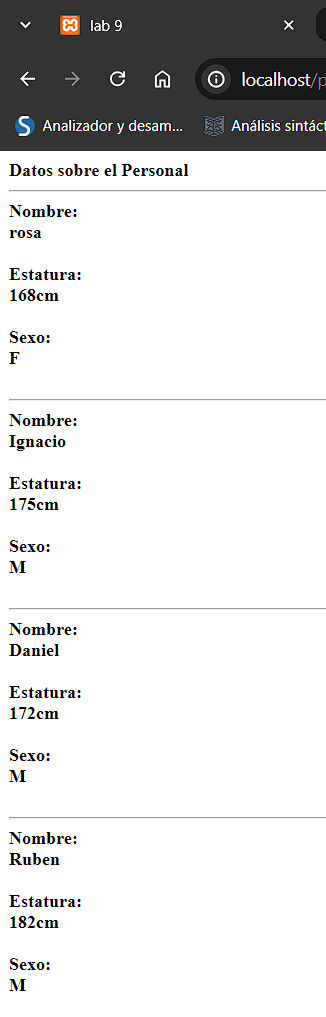 lab 9
localhost/p
Analizador y desam...
Análisis sintáct
Datos sobre el Personal
Nombre:
rosa
Estatura:
168cm
Sexo:
F
Nombre:
Ignacio
Estatura:
175cm
Sexo:
M
Nombre:
Daniel
Estatura:
172cm
Sexo:
M
Nombre:
Ruben
Estatura:
182cm
Sexo:
M